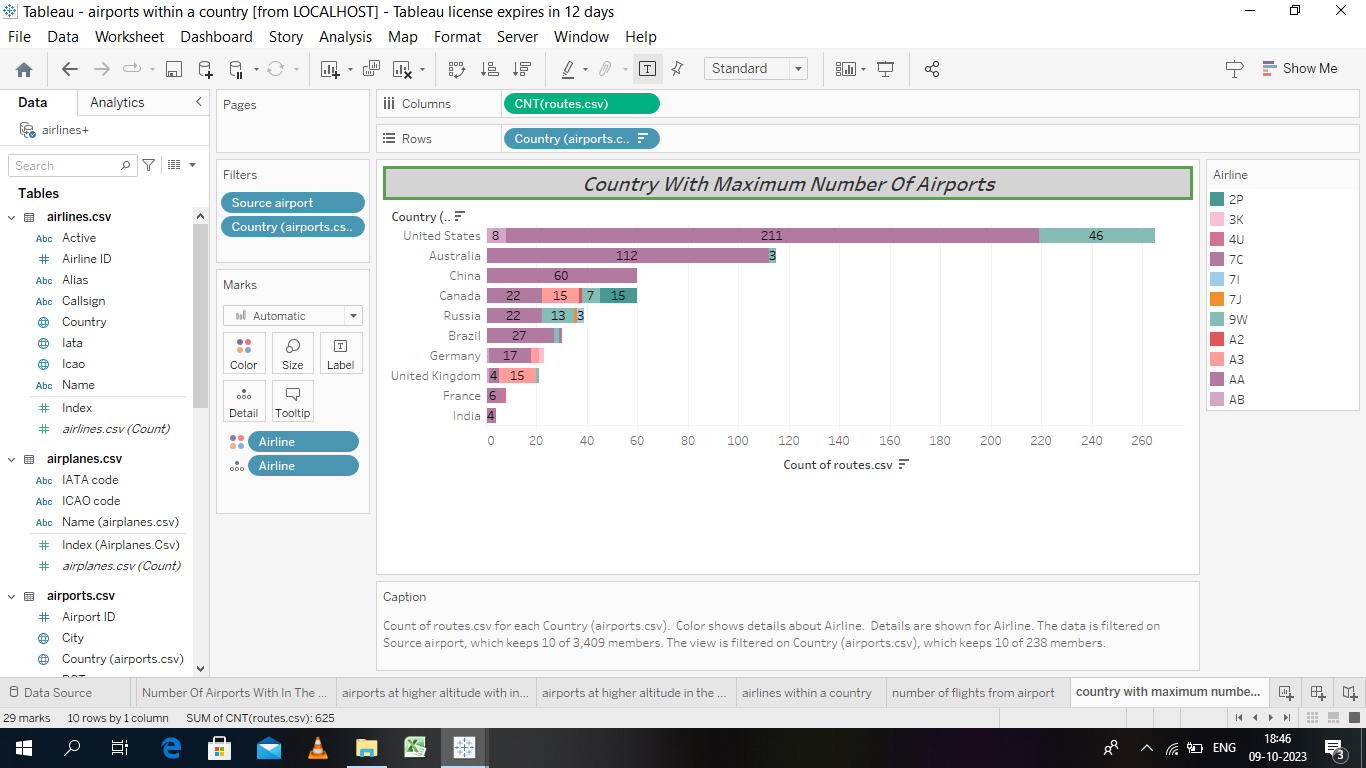 Tableau - airports within a country [from LOCALHOST] - Tableau license expires in 12 days
File Data Worksheet Dashboard Story Analysis Map Format Server Window Help
Standard
Show Me
Data Analytics
airlines+
Search
Tables
airlines.csv
Abc Active
# Airline ID
Abc Alias
Abc Callsign
Country
Iata
Icao
Abc Name
# Index
# airlines.csv (Count)
airplanes.csv
Abc IATA code
Abc ICAO code
Abc Name (airplanes.csv)
# Index (Airplanes.Csv)
# airplanes.csv (Count)
airports.csv
# Airport ID
City
Country (airports.csv)
Pages
Filters
Source airport
Country (airports.cs..
Marks
Automatic
Color Size Label
Detail Tooltip
Airline
Airline
Columns CNT(routes.csv)
Rows Country (airports.c..
Country With Maximum Number Of Airports
Country (..
United States 8 211 46
Australia 112 3
China 60
Canada 22 15 7 15
Russia 22 13 3
Brazil 27
Germany 17
United Kingdom 4 15
France 6
India 4
0 20 40 60 80 100 120 140 160 180 200 220 240 260
Count of routes.csv
Airline
2P
3K
4U
7C
7I
7J
9W
A2
A3
AA
AB
Caption
Count of routes.csv for each Country (airports.csv). Color shows details about Airline. Details are shown for Airline. The data is filtered on
Source airport, which keeps 10 of 3,409 members. The view is filtered on Country (airports.csv), which keeps 10 of 238 members.
Data Source Number Of Airports With In The ... airports at higher altitude with in... airports at higher altitude in the ... airlines within a country number of flights from airport country with maximum numbe...
29 marks 10 rows by 1 column SUM of CNT(routes.csv): 625
ENG
18:46
09-10-2023
3